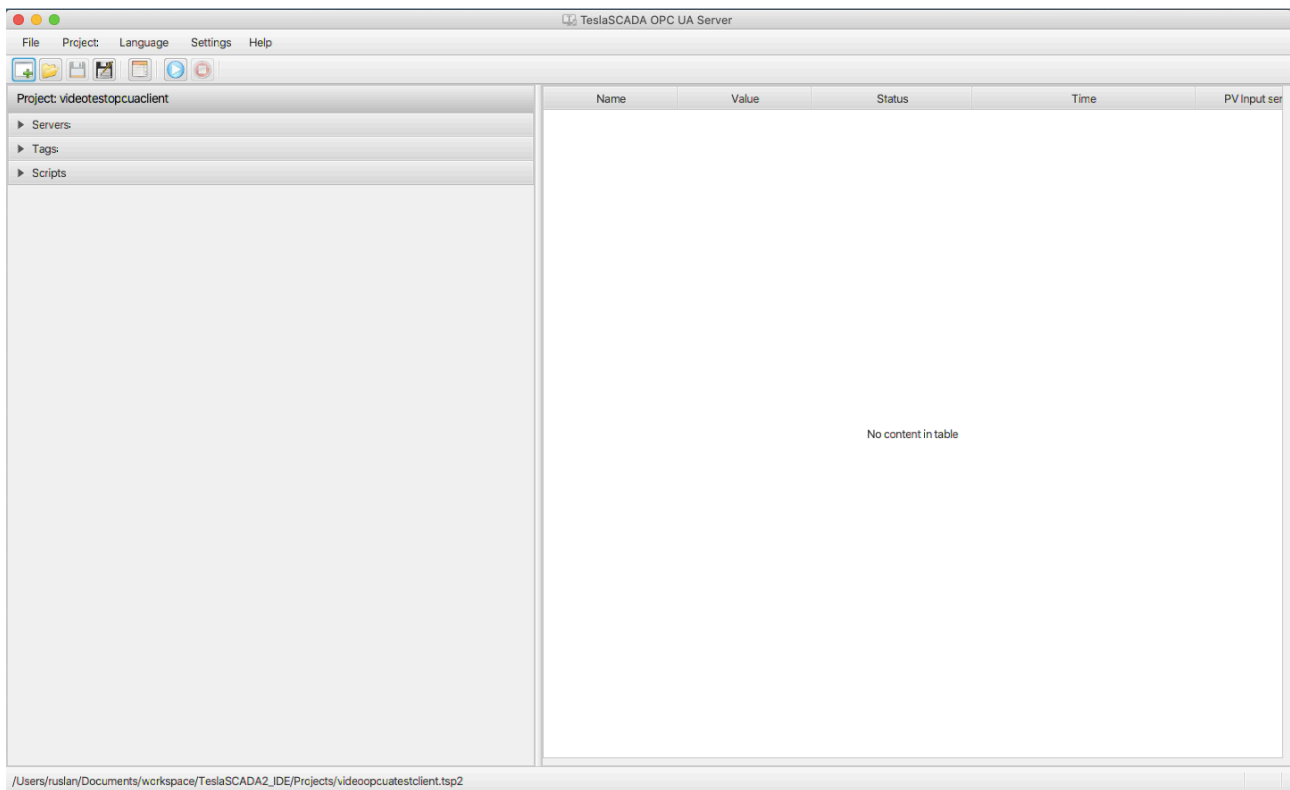 TeslaSCADA OPC UA Server
File Project Language Settings Help
Project: videotestopcuaclient
Name Value Status Time PV Input ser
Servers
Tags
Scripts
No content in table
/Users/ruslan/Documents/workspace/TeslaSCADA2_IDE/Projects/videoopcuatestclient.tsp2